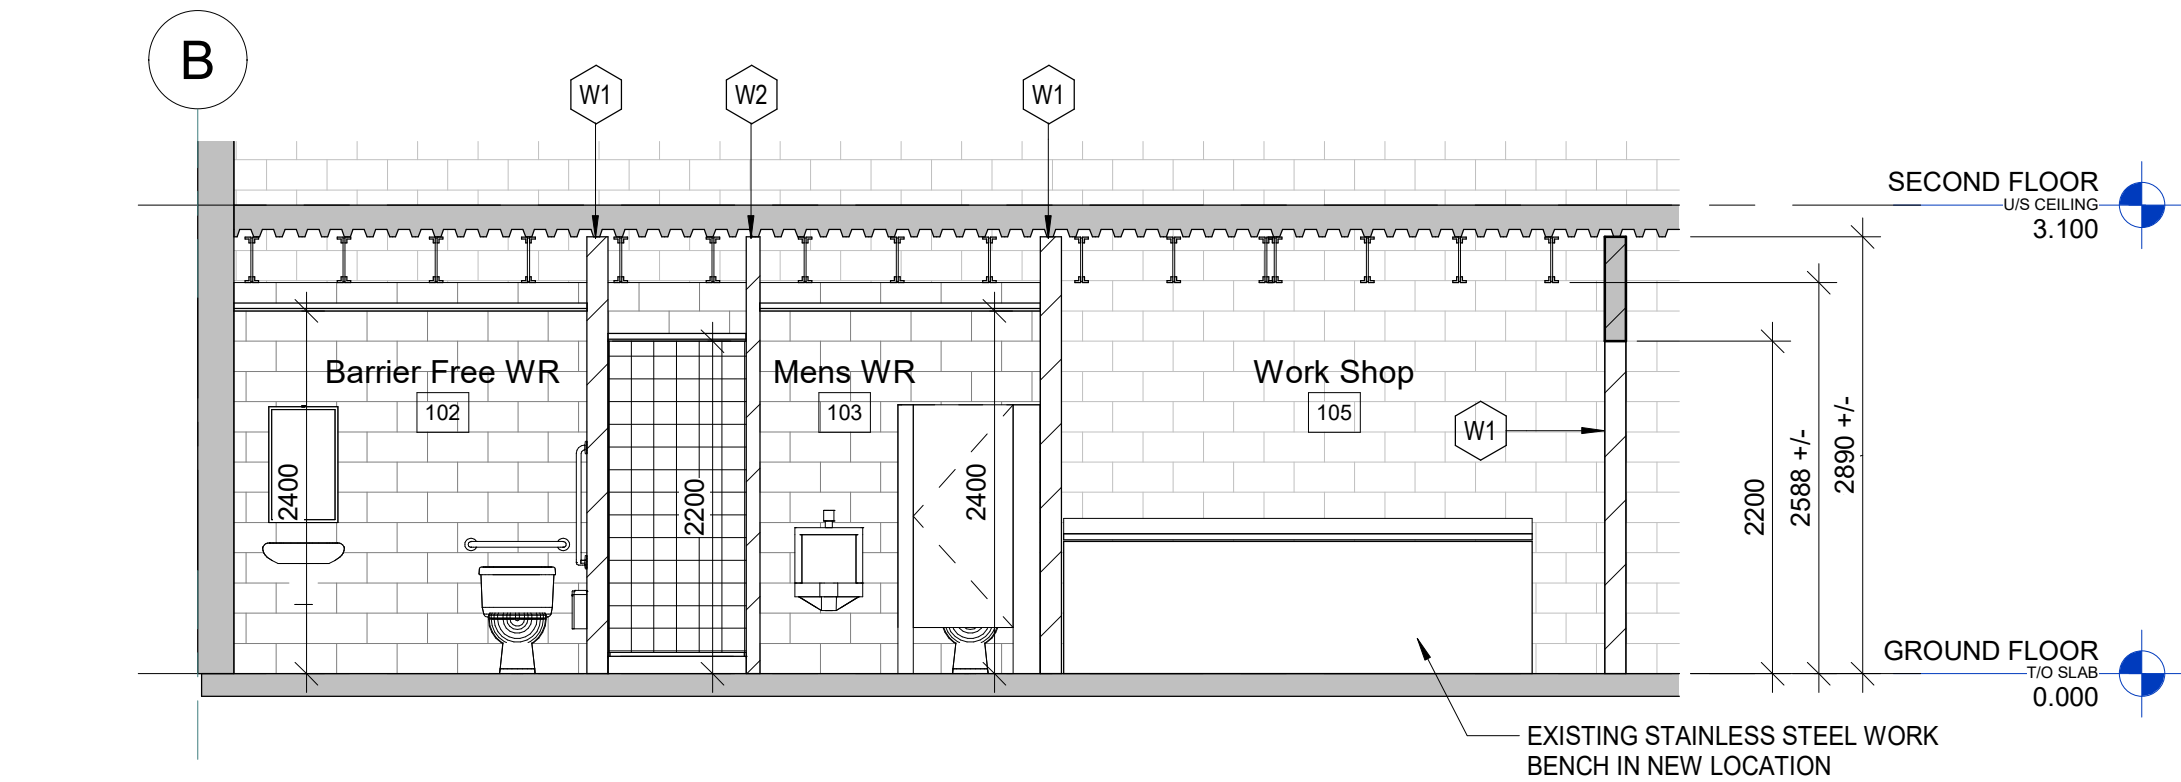 B
W1
W2
W1
SECOND FLOOR
U/S CEILING
3.100
Barrier Free WR
102
Mens WR
103
Work Shop
105
W1
2400
2200
2400
2200
2588 +/-
2890 +/-
GROUND FLOOR
T/O SLAB
0.000
EXISTING STAINLESS STEEL WORK
BENCH IN NEW LOCATION